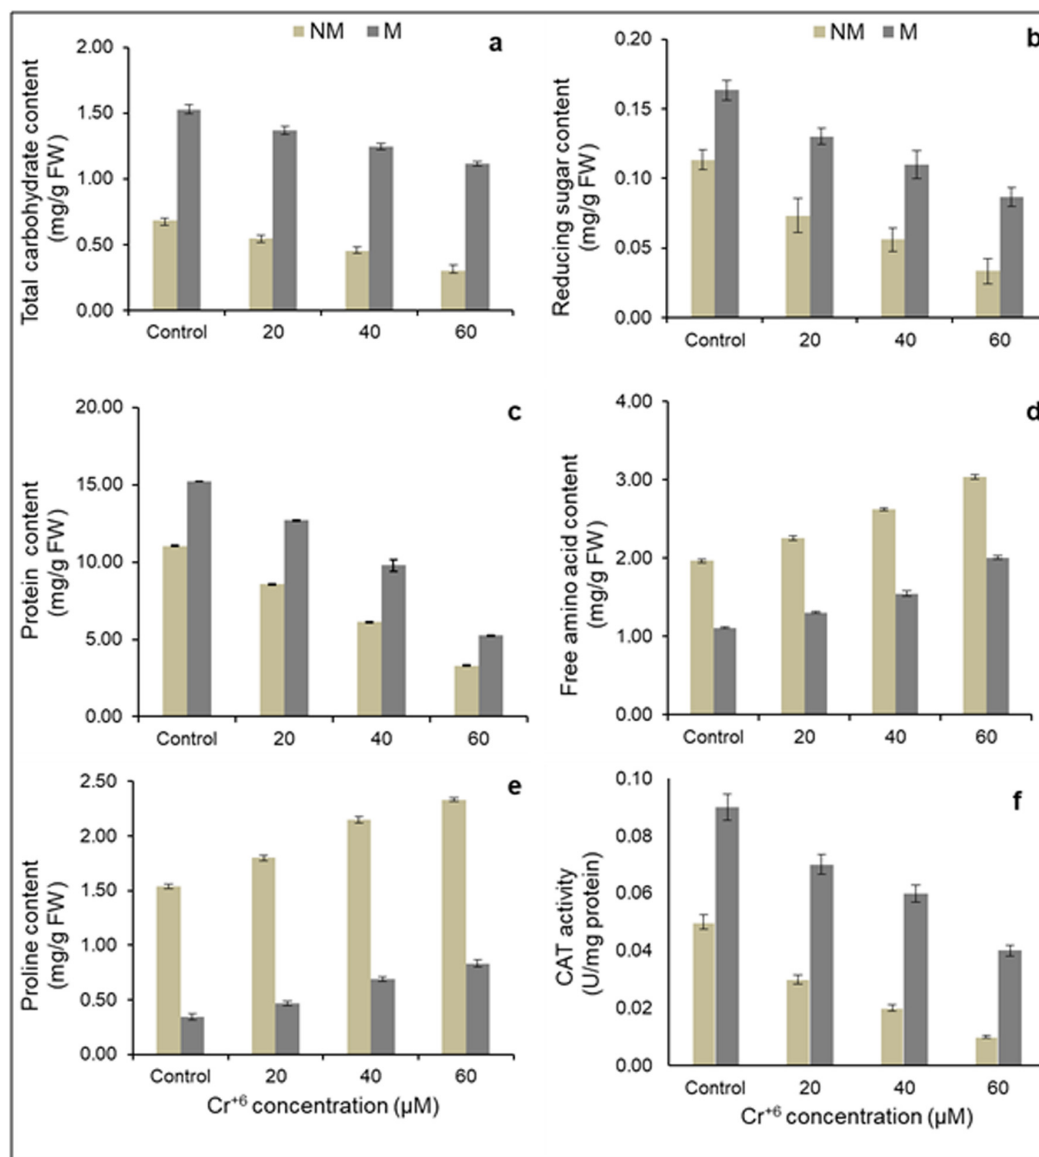 NM M
a
2.00
1.50
1.00
0.50
0.00
Total carbohydrate content
(mg/g FW)
Control 20 40 60
NM M
b
0.20
0.15
0.10
0.05
0.00
Reducing sugar content
(mg/g FW)
Control 20 40 60
c
20.00
15.00
10.00
5.00
0.00
Protein content
(mg/g FW)
Control 20 40 60
d
4.00
3.00
2.00
1.00
0.00
Free amino acid content
(mg/g FW)
Control 20 40 60
e
2.50
2.00
1.50
1.00
0.50
0.00
Proline content
(mg/g FW)
Control 20 40 60
Cr⁺⁶ concentration (µM)
f
0.10
0.08
0.06
0.04
0.02
0.00
CAT activity
(U/mg protein)
Control 20 40 60
Cr⁺⁶ concentration (µM)